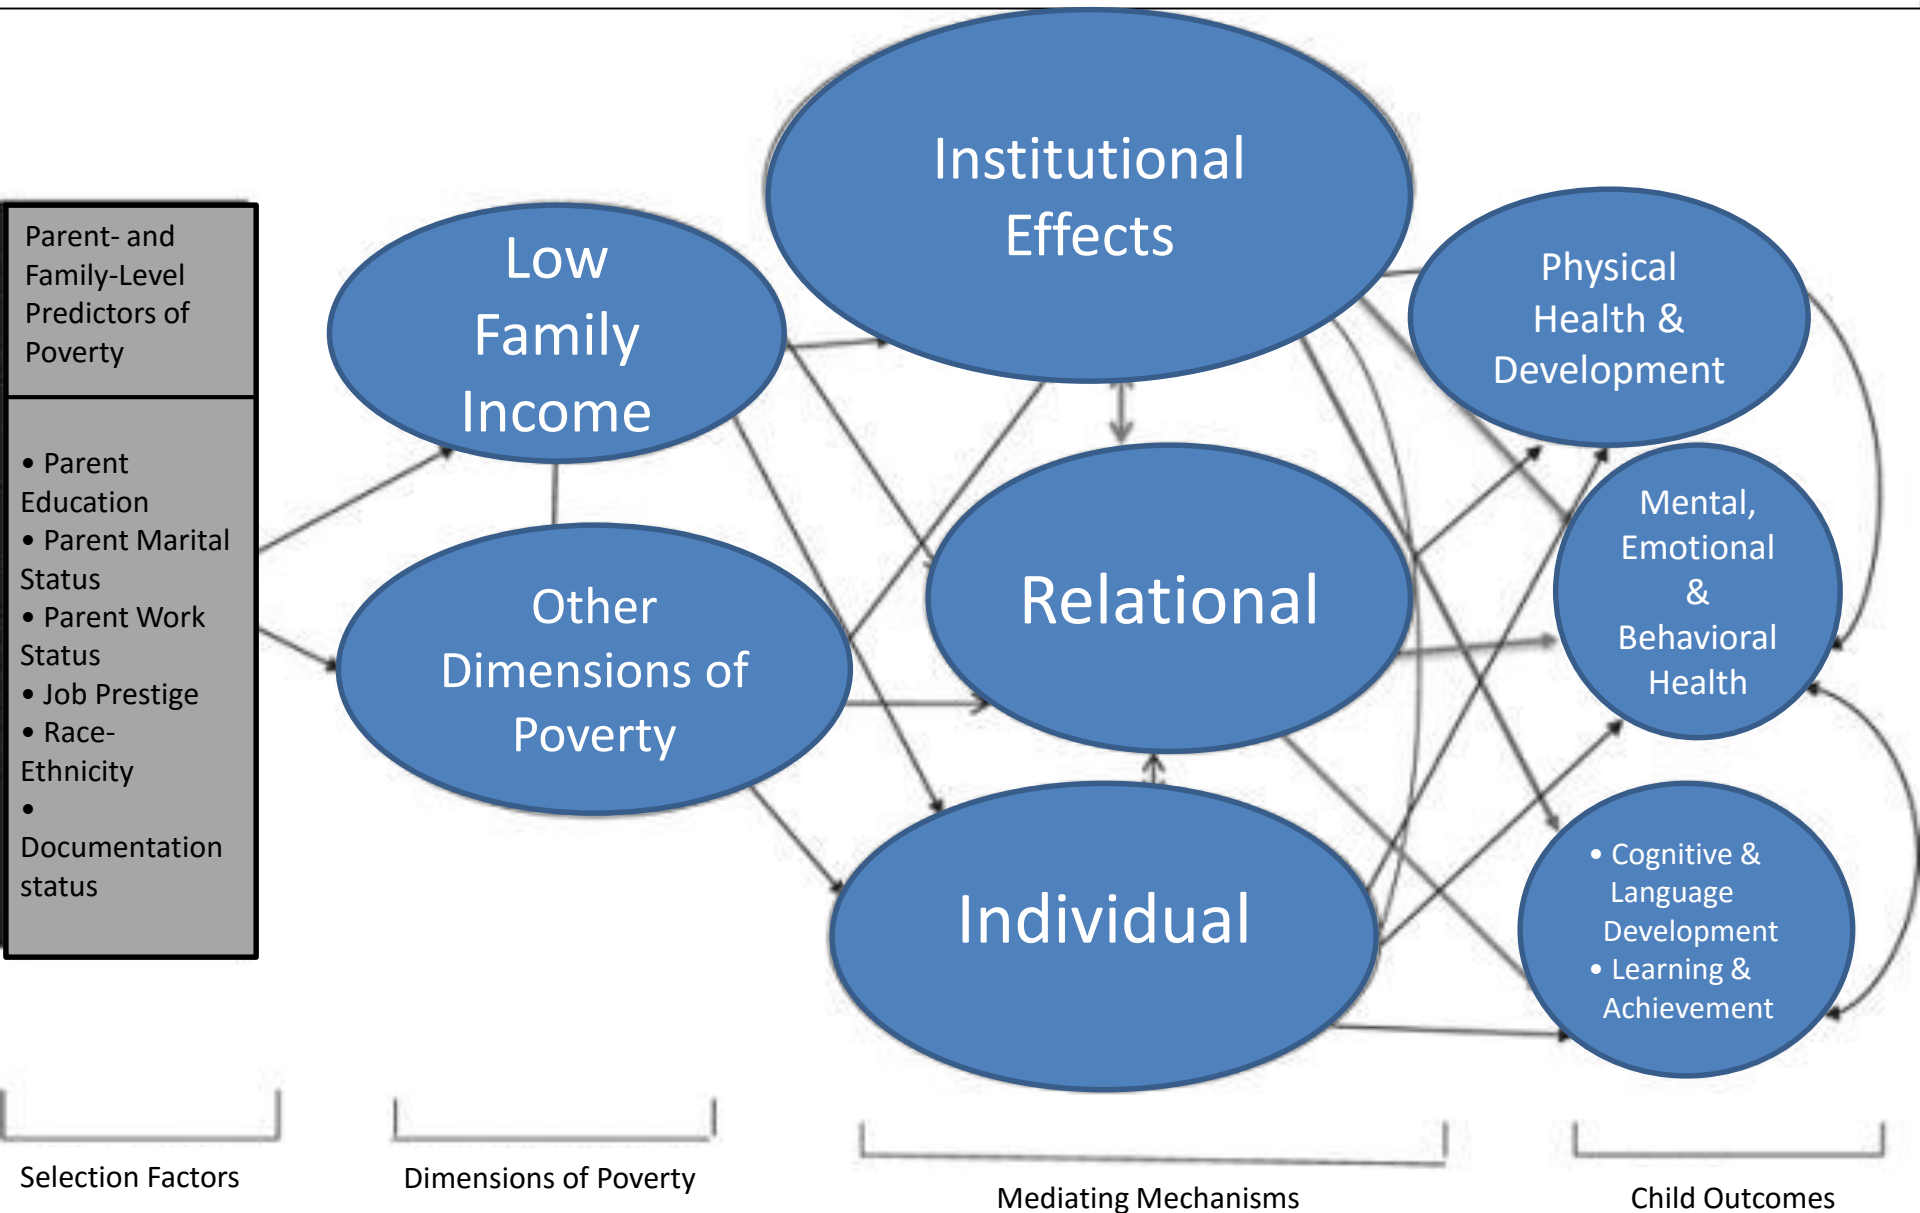 Parent- and
Family-Level
Predictors of
Poverty
• Parent
Education
• Parent Marital
Status
• Parent Work
Status
• Job Prestige
• Race-
Ethnicity
•
Documentation
status
Low
Family
Income
Other
Dimensions of
Poverty
Institutional
Effects
Relational
Individual
Physical
Health &
Development
Mental,
Emotional
&
Behavioral
Health
• Cognitive &
Language
Development
• Learning &
Achievement
Selection Factors
Dimensions of Poverty
Mediating Mechanisms
Child Outcomes